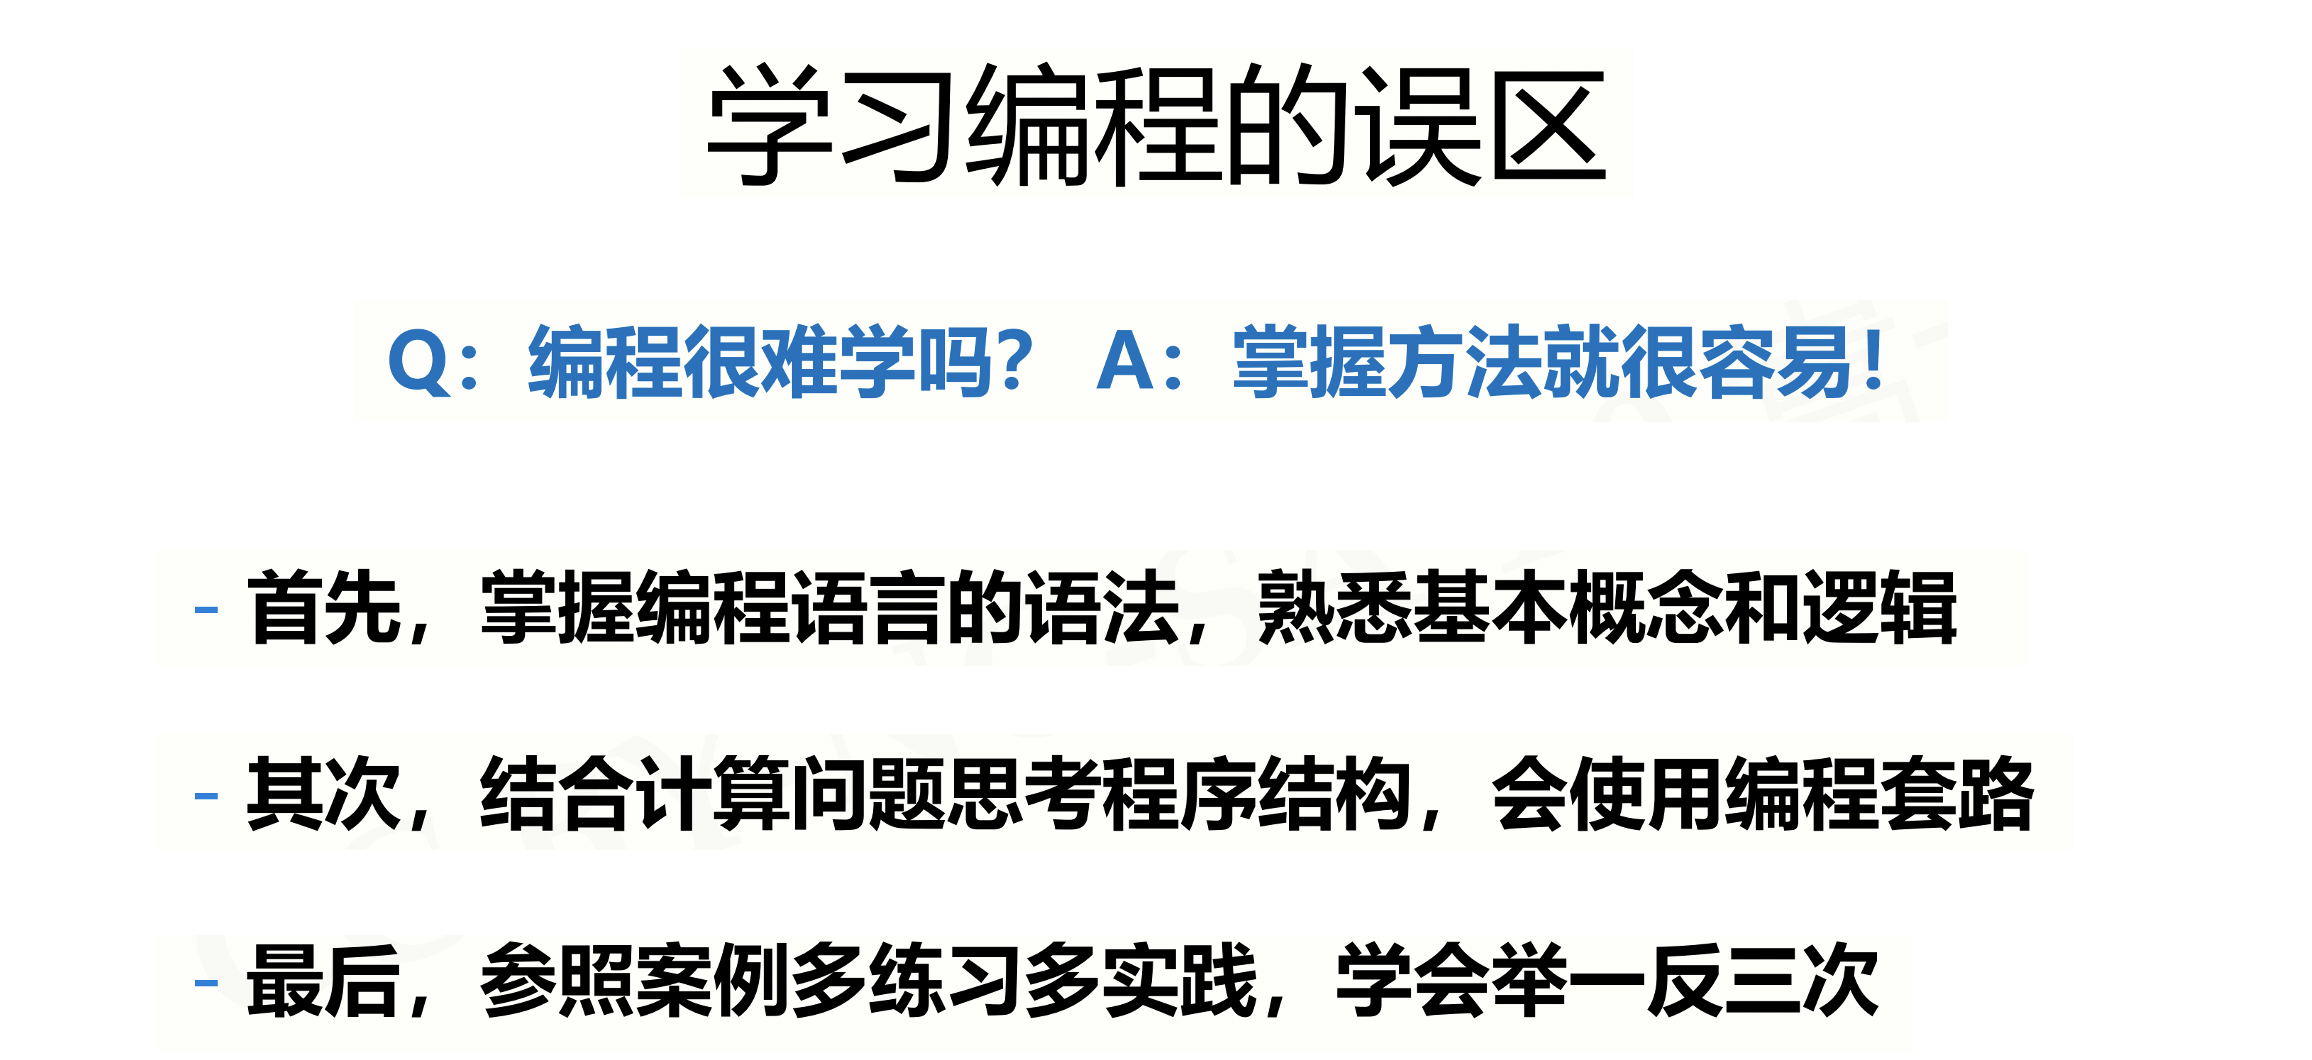 学习编程的误区
Q：编程很难学吗？ A：掌握方法就很容易！
- 首先，掌握编程语言的语法，熟悉基本概念和逻辑
- 其次，结合计算问题思考程序结构，会使用编程套路
- 最后，参照案例多练习多实践，学会举一反三次